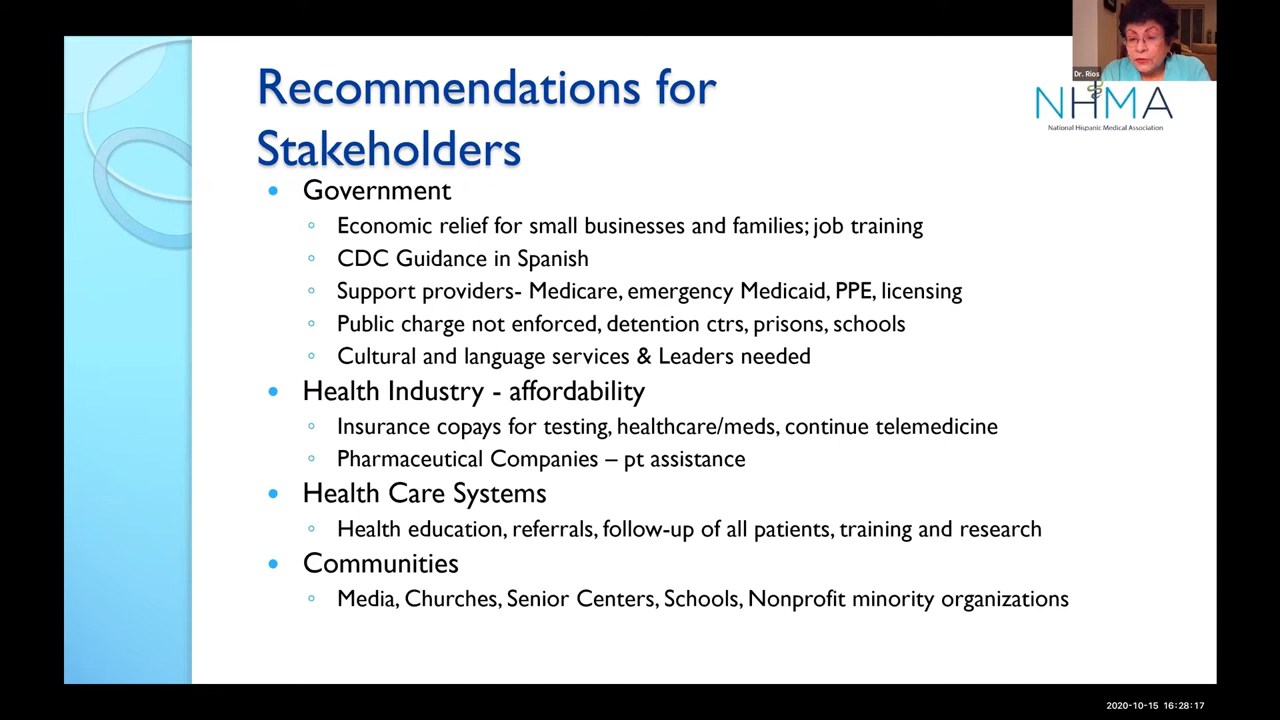 Dr. Rios
NHMA
National Hispanic Medical Association
Recommendations for
Stakeholders
Government
Economic relief for small businesses and families; job training
CDC Guidance in Spanish
Support providers- Medicare, emergency Medicaid, PPE, licensing
Public charge not enforced, detention ctrs, prisons, schools
Cultural and language services & Leaders needed
Health Industry - affordability
Insurance copays for testing, healthcare/meds, continue telemedicine
Pharmaceutical Companies – pt assistance
Health Care Systems
Health education, referrals, follow-up of all patients, training and research
Communities
Media, Churches, Senior Centers, Schools, Nonprofit minority organizations
2020-10-15 16:28:17